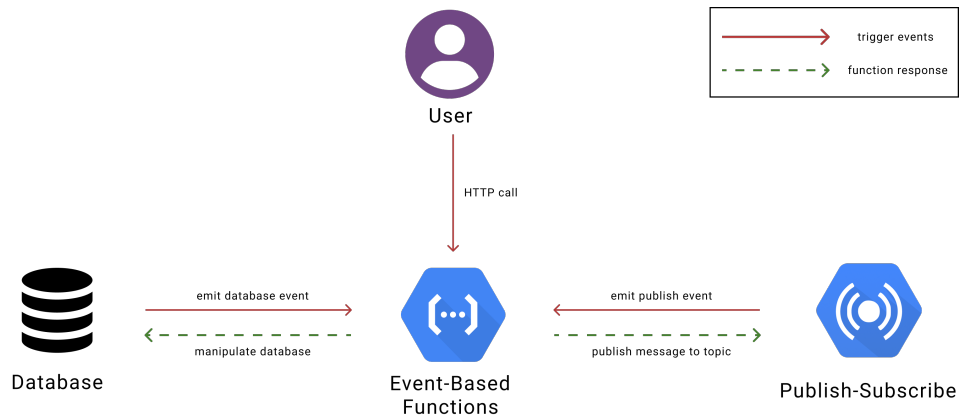 trigger events
function response
User
HTTP call
emit database event
manipulate database
emit publish event
publish message to topic
Database
Event-Based
Functions
Publish-Subscribe